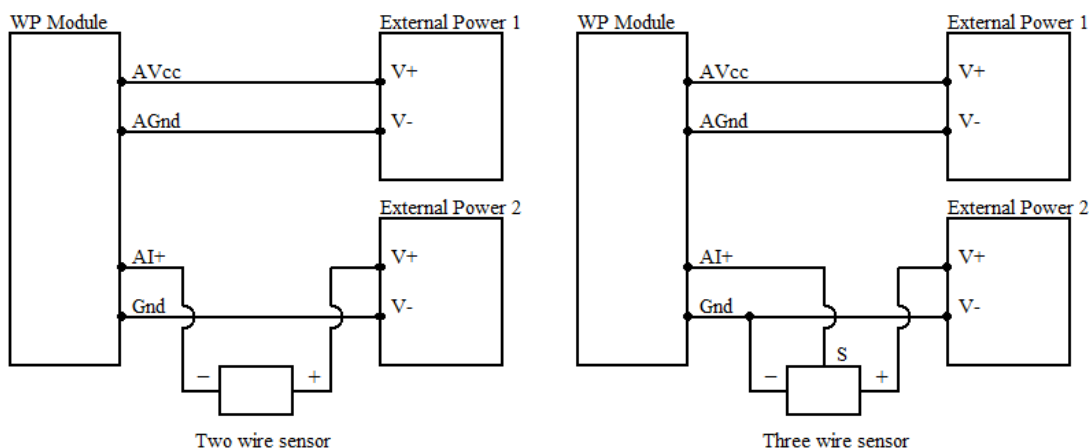 WP Module
External Power 1
AVcc
V+
AGnd
V-
External Power 2
AI+
V+
Gnd
V-
− +
Two wire sensor
WP Module
External Power 1
AVcc
V+
AGnd
V-
External Power 2
AI+
V+
Gnd
V-
S
− +
Three wire sensor